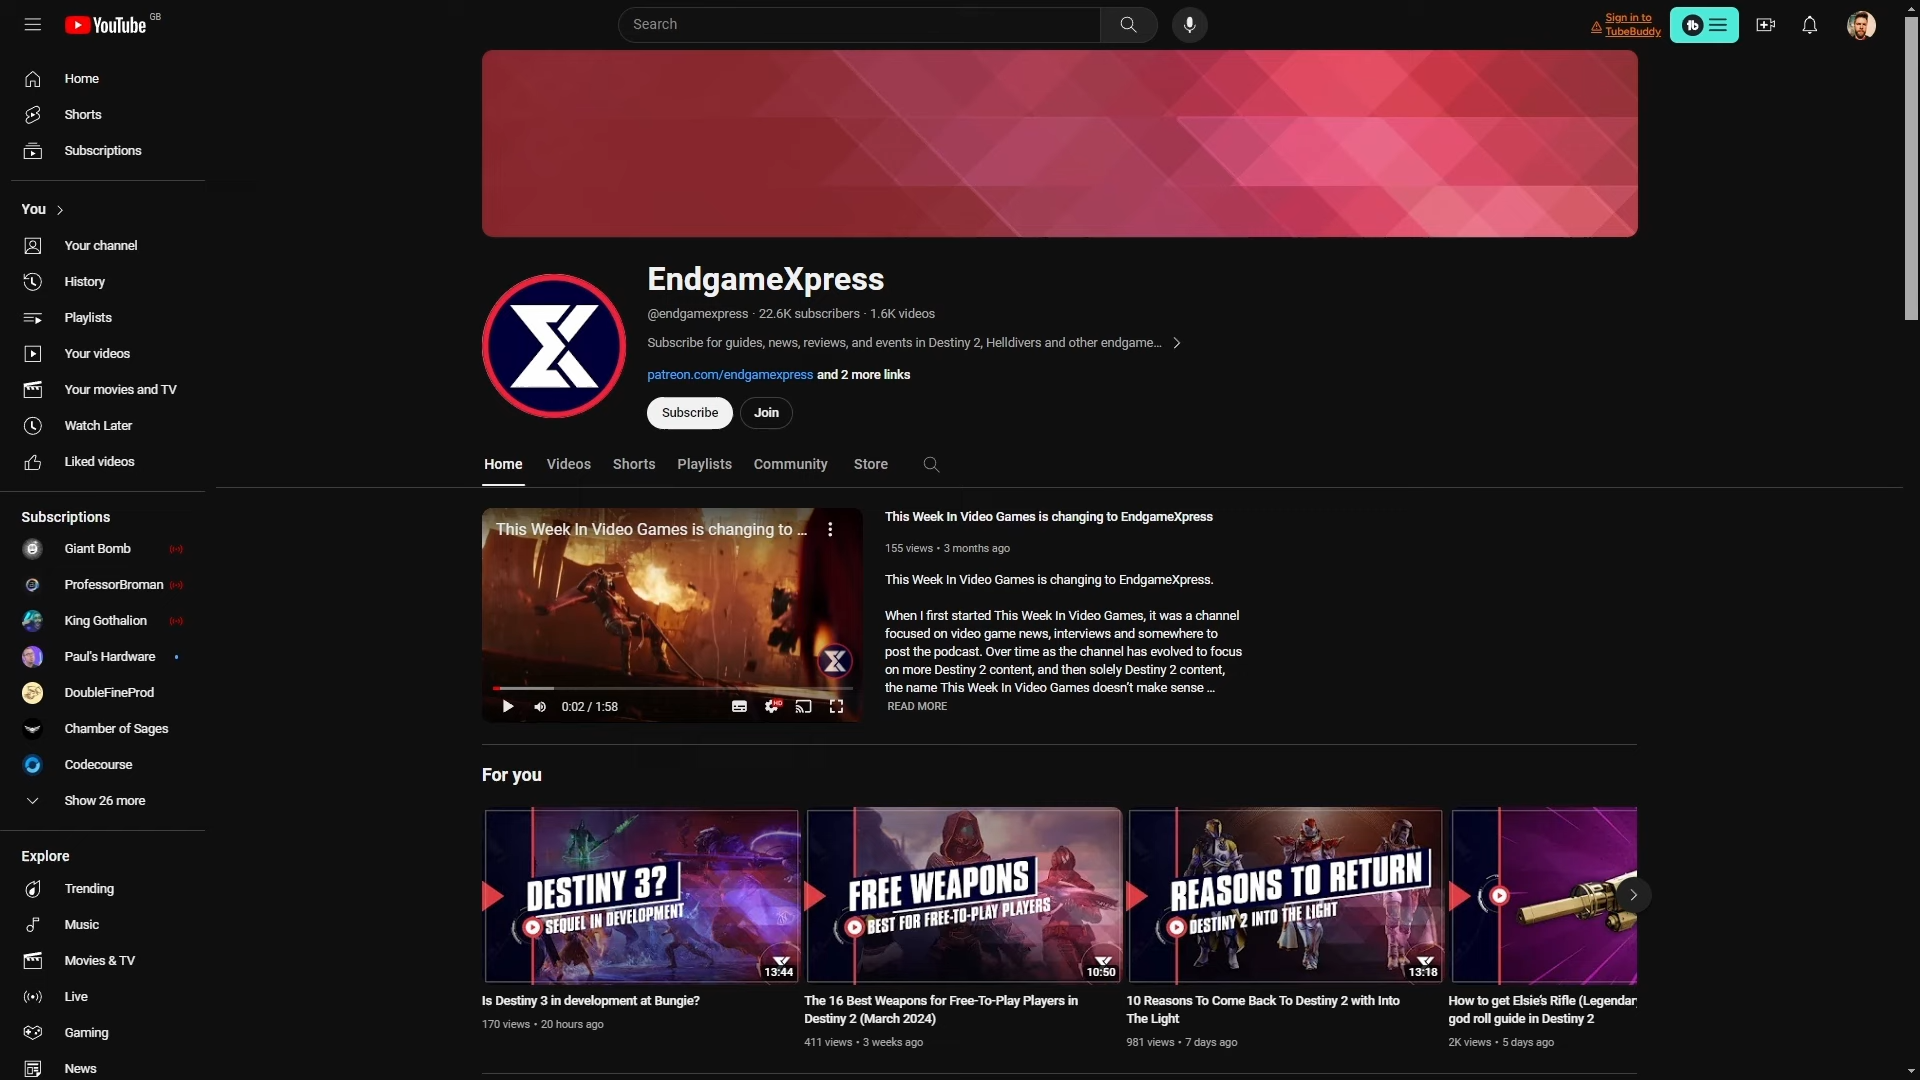 YouTube GB
Search
Sign in to
TubeBuddy
tb
Home
Shorts
Subscriptions
You
Your channel
History
Playlists
Your videos
Your movies and TV
Watch Later
Liked videos
Subscriptions
Giant Bomb
ProfessorBroman
King Gothalion
Paul's Hardware
DoubleFineProd
Chamber of Sages
Codecourse
Show 26 more
Explore
Trending
Music
Movies & TV
Live
Gaming
News
EndgameXpress
@endgamexpress · 22.6K subscribers · 1.6K videos
Subscribe for guides, news, reviews, and events in Destiny 2, Helldivers and other endgame...
patreon.com/endgamexpress and 2 more links
Subscribe
Join
Home Videos Shorts Playlists Community Store
This Week In Video Games is changing to ...
0:02 / 1:58
HD
This Week In Video Games is changing to EndgameXpress
155 views • 3 months ago
This Week In Video Games is changing to EndgameXpress.
When I first started This Week In Video Games, it was a channel
focused on video game news, interviews and somewhere to
post the podcast. Over time as the channel has evolved to focus
on more Destiny 2 content, and then solely Destiny 2 content,
the name This Week In Video Games doesn't make sense ...
READ MORE
For you
DESTINY 3?
SEQUEL IN DEVELOPMENT
13:44
Is Destiny 3 in development at Bungie?
170 views • 20 hours ago
FREE WEAPONS
BEST FOR FREE-TO-PLAY PLAYERS
10:50
The 16 Best Weapons for Free-To-Play Players in
Destiny 2 (March 2024)
411 views • 3 weeks ago
REASONS TO RETURN
DESTINY 2 INTO THE LIGHT
13:18
10 Reasons To Come Back To Destiny 2 with Into
The Light
981 views • 7 days ago
How to get Elsie's Rifle (Legendary
god roll guide in Destiny 2
2K views • 5 days ago